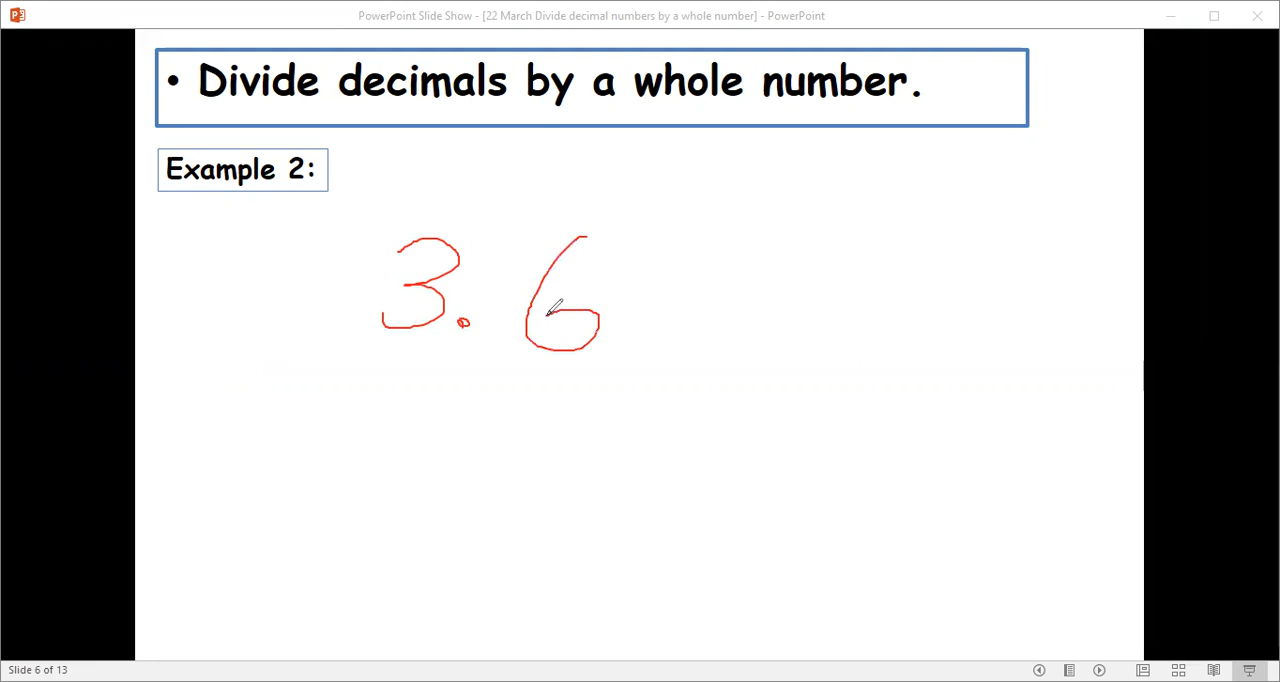 PowerPoint Slide Show - [22 March Divide decimal numbers by a whole number] - PowerPoint
• Divide decimals by a whole number.
Example 2:
3.6
Slide 6 of 13